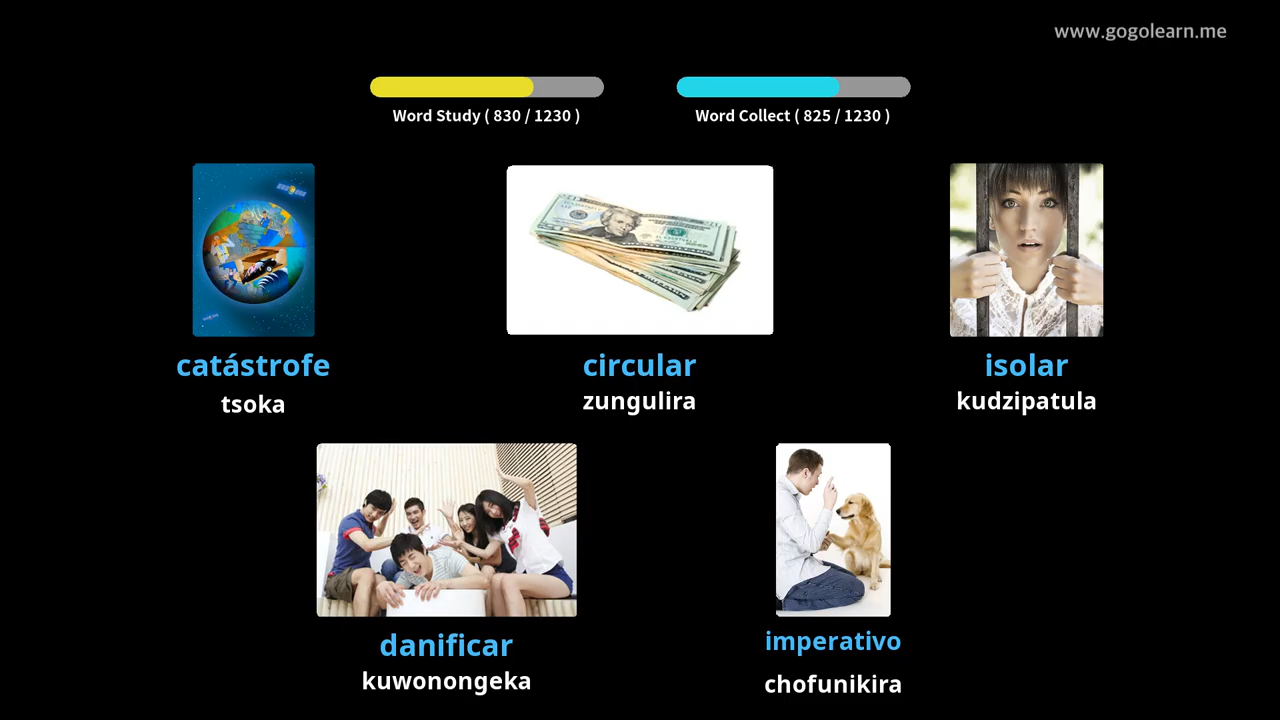 www.gogolearn.me
Word Study ( 830 / 1230 )
Word Collect ( 825 / 1230 )
catástrofe
tsoka
circular
zungulira
isolar
kudzipatula
danificar
kuwonongeka
imperativo
chofunikira